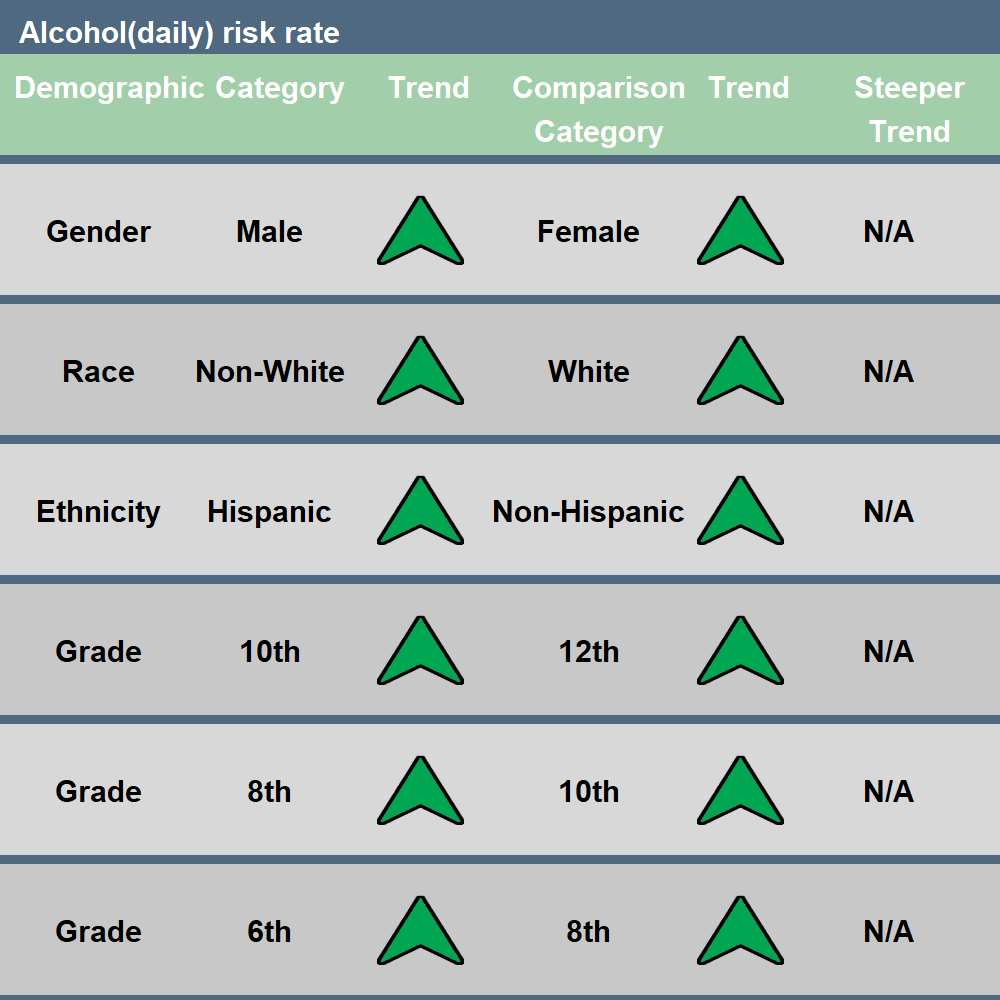 Alcohol(daily) risk rate
Demographic Category Trend Comparison Trend Steeper
Category Trend
Gender Male Female N/A
Race Non-White White N/A
Ethnicity Hispanic Non-Hispanic N/A
Grade 10th 12th N/A
Grade 8th 10th N/A
Grade 6th 8th N/A